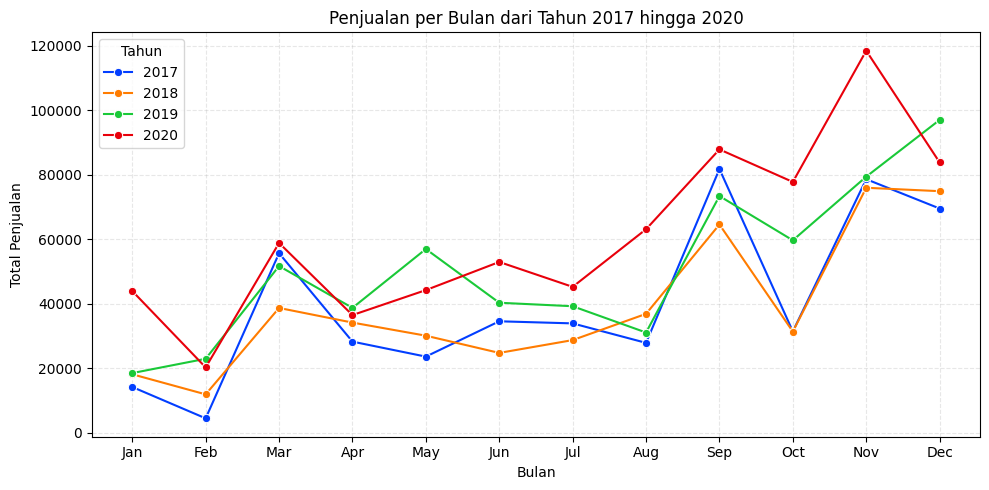 Penjualan per Bulan dari Tahun 2017 hingga 2020
Tahun
2017
2018
2019
2020
Total Penjualan
120000
100000
80000
60000
40000
20000
0
Jan Feb Mar Apr May Jun Jul Aug Sep Oct Nov Dec
Bulan